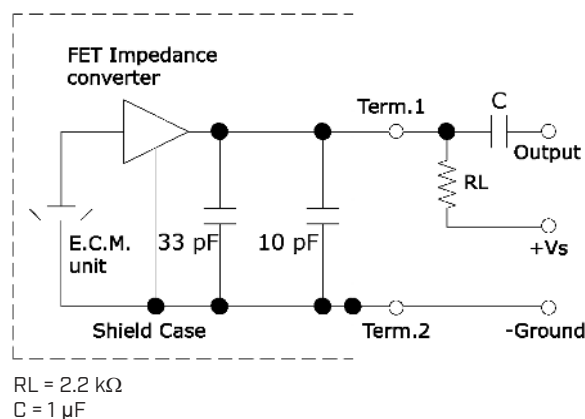 FET Impedance
converter
Term.1
C
Output
RL
E.C.M.
unit
33 pF
10 pF
+Vs
Shield Case
Term.2
-Ground
RL = 2.2 kΩ
C = 1 µF